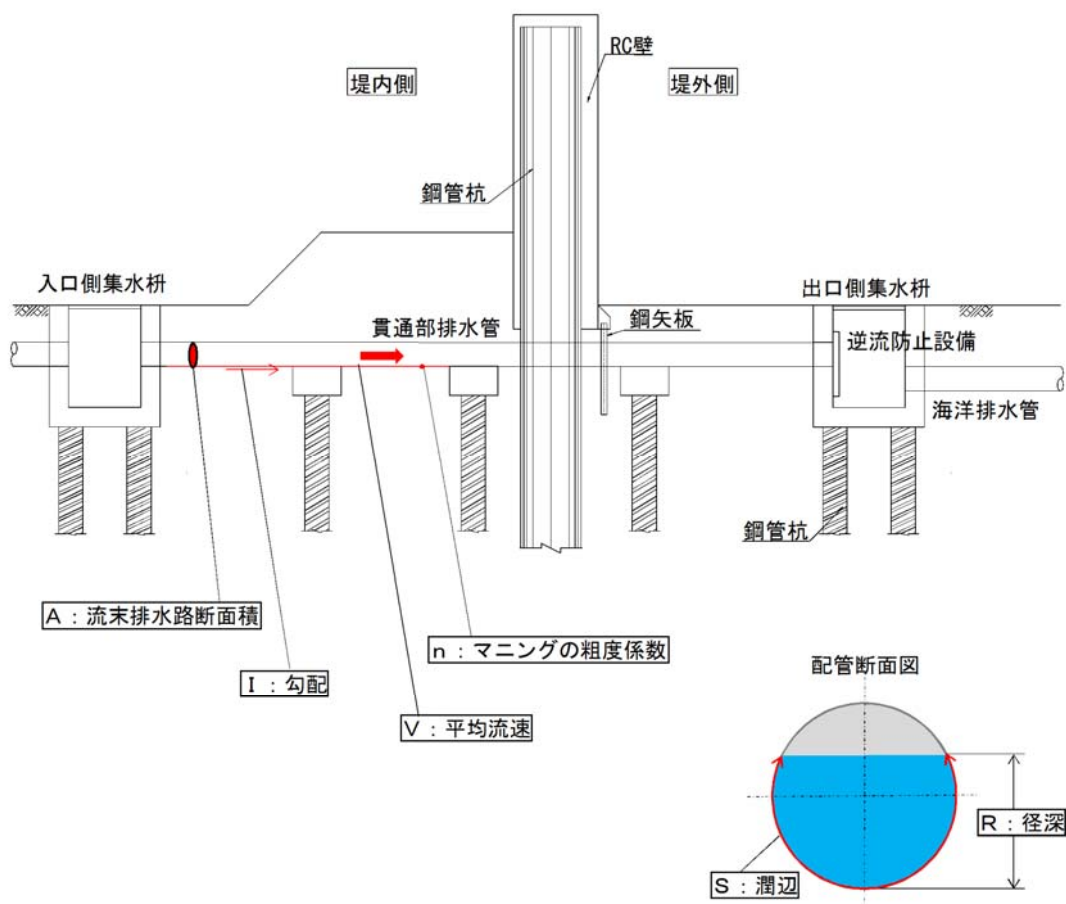 RC壁
堤内側
堤外側
鋼管杭
入口側集水枡
出口側集水枡
貫通部排水管
鋼矢板
逆流防止設備
海洋排水管
鋼管杭
A:流末排水路断面積
n:マニングの粗度係数
I:勾配
V:平均流速
配管断面図
R:径深
S:潤辺